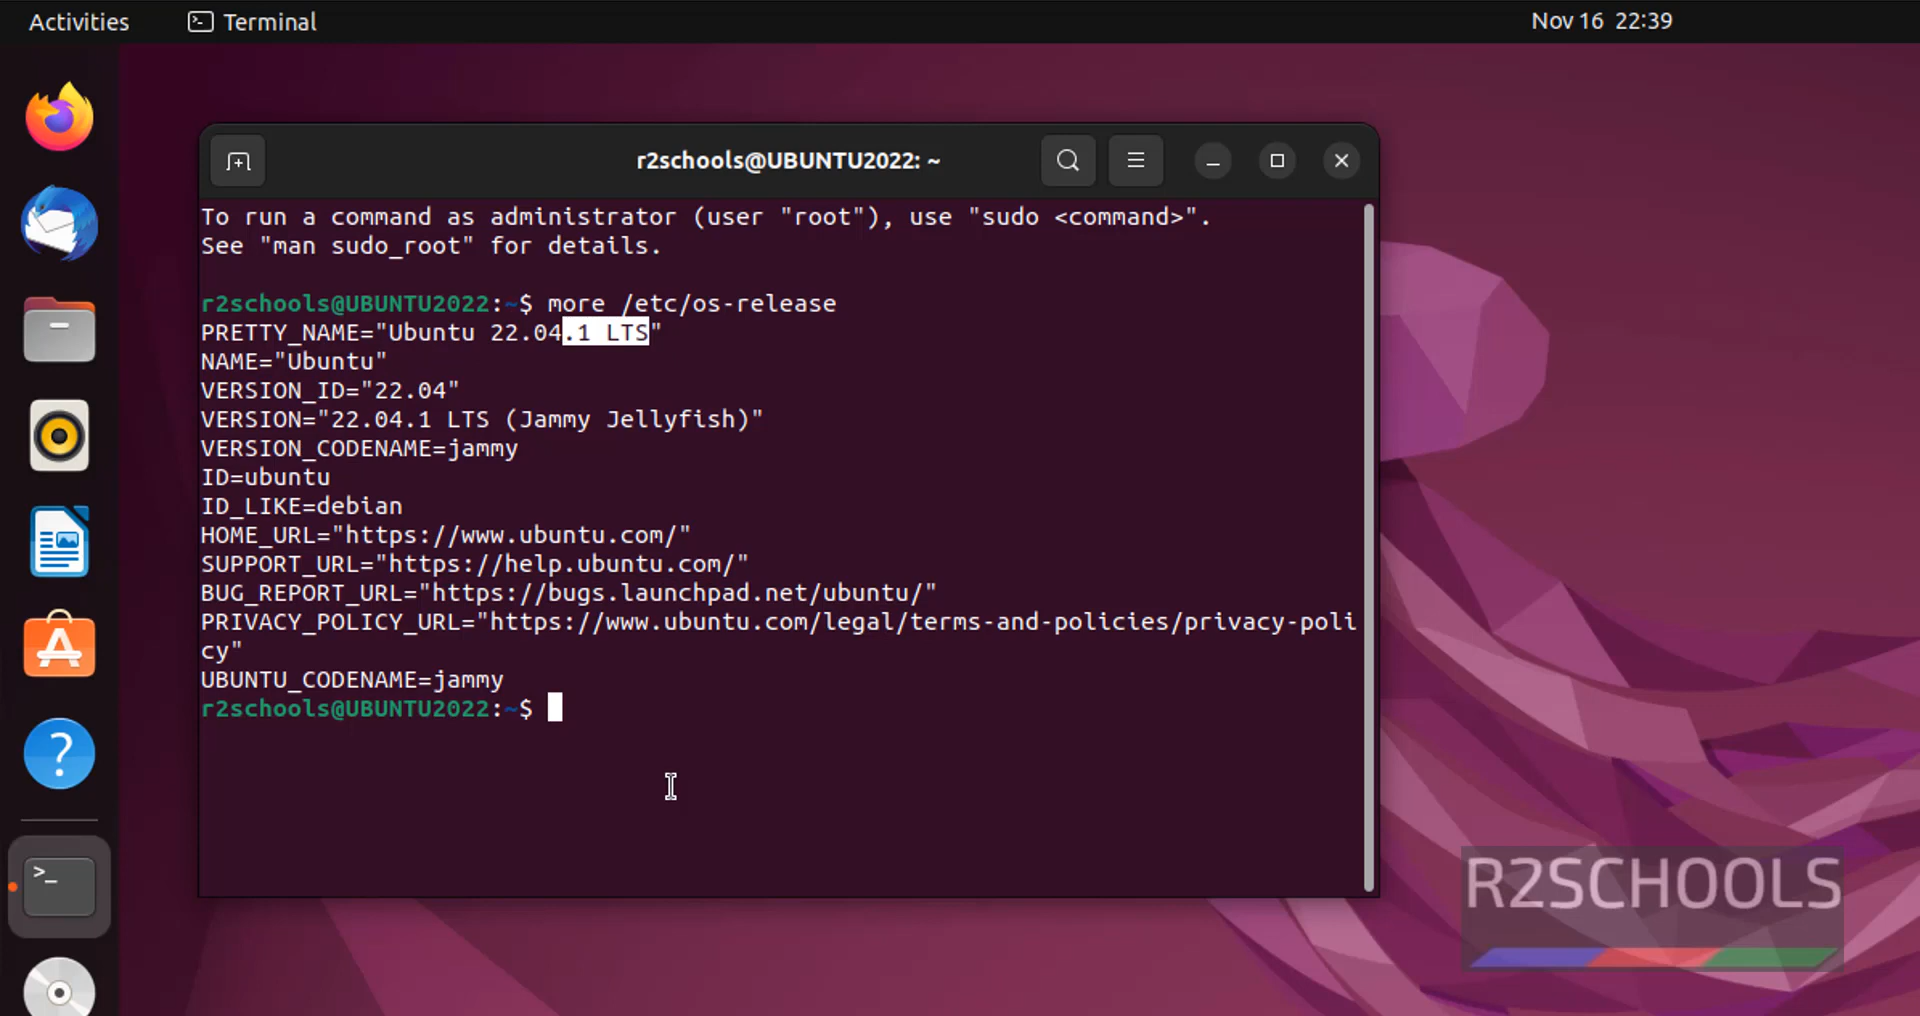 Activities Terminal Nov 16 22:39
r2schools@UBUNTU2022: ~
To run a command as administrator (user "root"), use "sudo <command>".
See "man sudo_root" for details.
r2schools@UBUNTU2022:~$ more /etc/os-release
PRETTY_NAME="Ubuntu 22.04.1 LTS"
NAME="Ubuntu"
VERSION_ID="22.04"
VERSION="22.04.1 LTS (Jammy Jellyfish)"
VERSION_CODENAME=jammy
ID=ubuntu
ID_LIKE=debian
HOME_URL="https://www.ubuntu.com/"
SUPPORT_URL="https://help.ubuntu.com/"
BUG_REPORT_URL="https://bugs.launchpad.net/ubuntu/"
PRIVACY_POLICY_URL="https://www.ubuntu.com/legal/terms-and-policies/privacy-poli
cy"
UBUNTU_CODENAME=jammy
r2schools@UBUNTU2022:~$
R2SCHOOLS